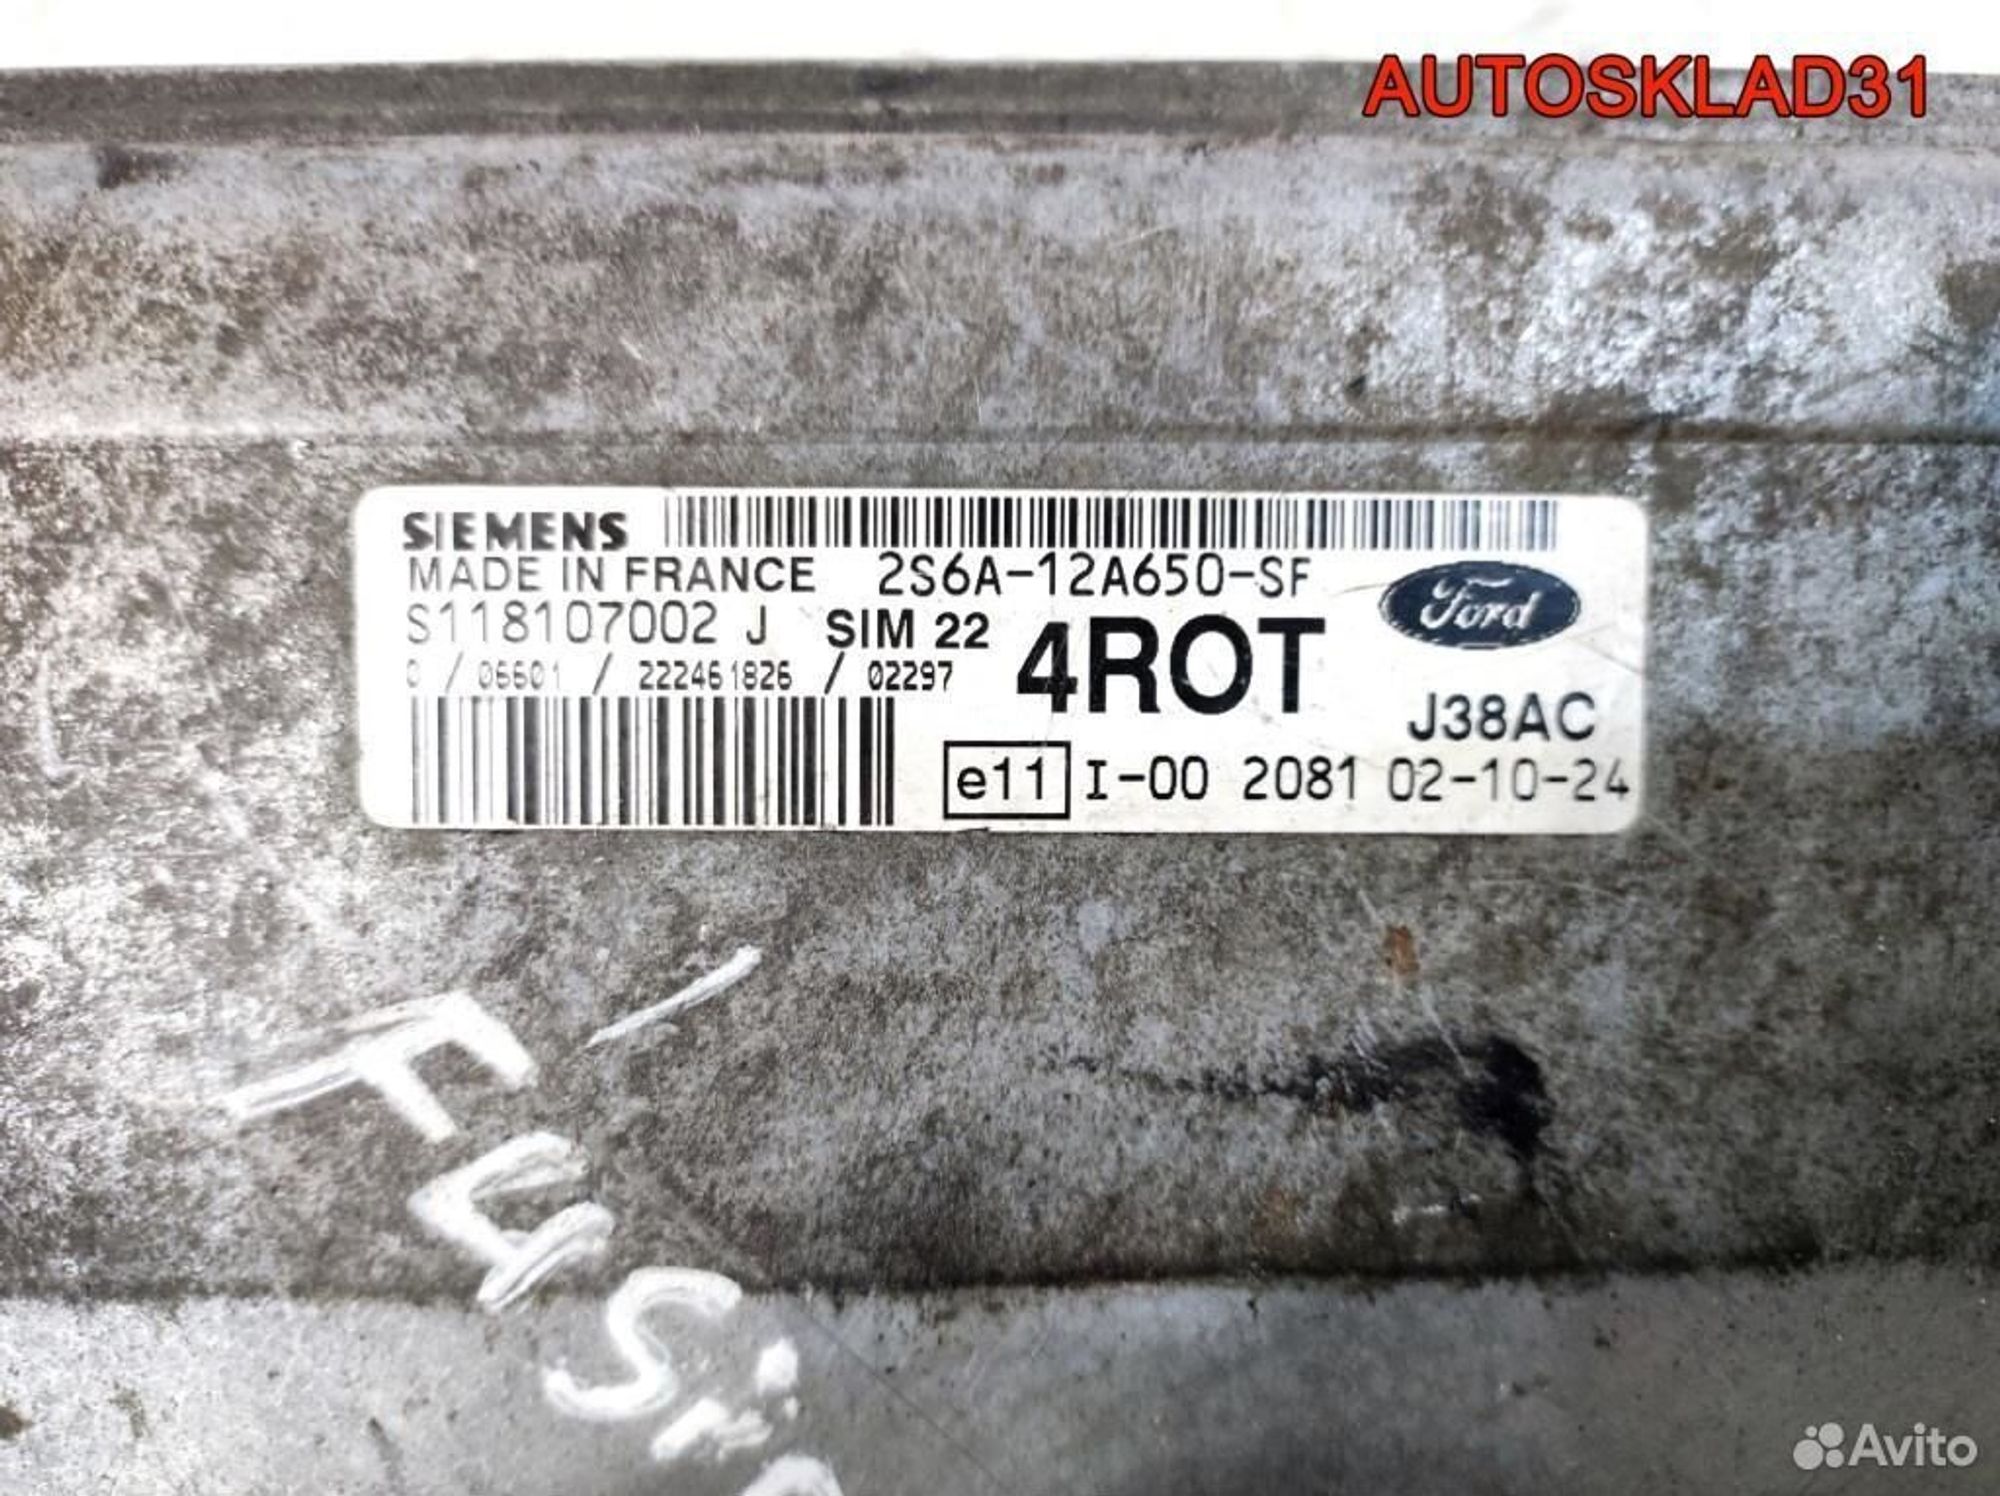 AUTOSKLAD31
SIEMENS
MADE IN FRANCE 2S6A-12A650-SF
Ford
S118107002 J SIM 22 4ROT
0 / 06601 / 222461826 / 02297
J38AC
e11 I-00 2081 02-10-24
Fusio
Avito